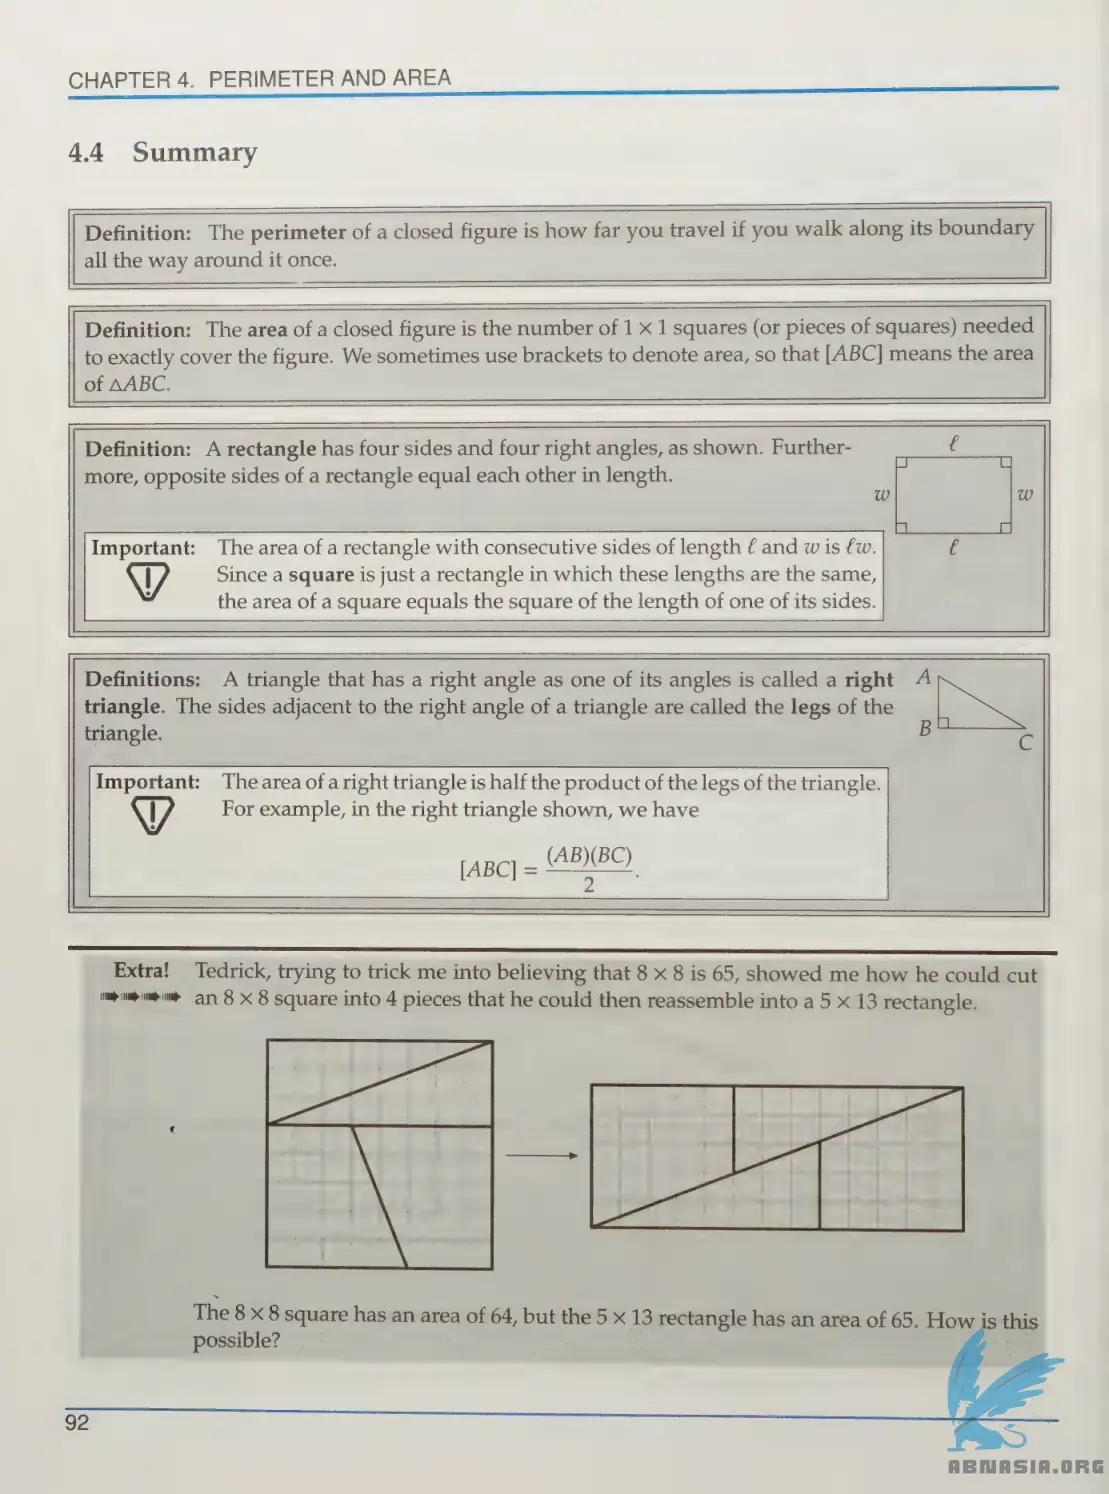 CHAPTER 4. PERIMETER AND AREA
4.4 Summary
Definition: The perimeter of a closed figure is how far you travel if you walk along its boundary
all the way around it once.
Definition: The area of a closed figure is the number of 1 × 1 squares (or pieces of squares) needed
to exactly cover the figure. We sometimes use brackets to denote area, so that [ABC] means the area
of △ABC.
Definition: A rectangle has four sides and four right angles, as shown. Further-
more, opposite sides of a rectangle equal each other in length.
ℓ
w
w
ℓ
Important: The area of a rectangle with consecutive sides of length ℓ and w is ℓw.
Since a square is just a rectangle in which these lengths are the same,
the area of a square equals the square of the length of one of its sides.
Definitions: A triangle that has a right angle as one of its angles is called a right
triangle. The sides adjacent to the right angle of a triangle are called the legs of the
triangle.
A
B
C
Important: The area of a right triangle is half the product of the legs of the triangle.
For example, in the right triangle shown, we have
[ABC] = (AB)(BC)/2.
Extra! Tedrick, trying to trick me into believing that 8 × 8 is 65, showed me how he could cut
an 8 × 8 square into 4 pieces that he could then reassemble into a 5 × 13 rectangle.
The 8 × 8 square has an area of 64, but the 5 × 13 rectangle has an area of 65. How is this
possible?
92
ABNASIA.ORG